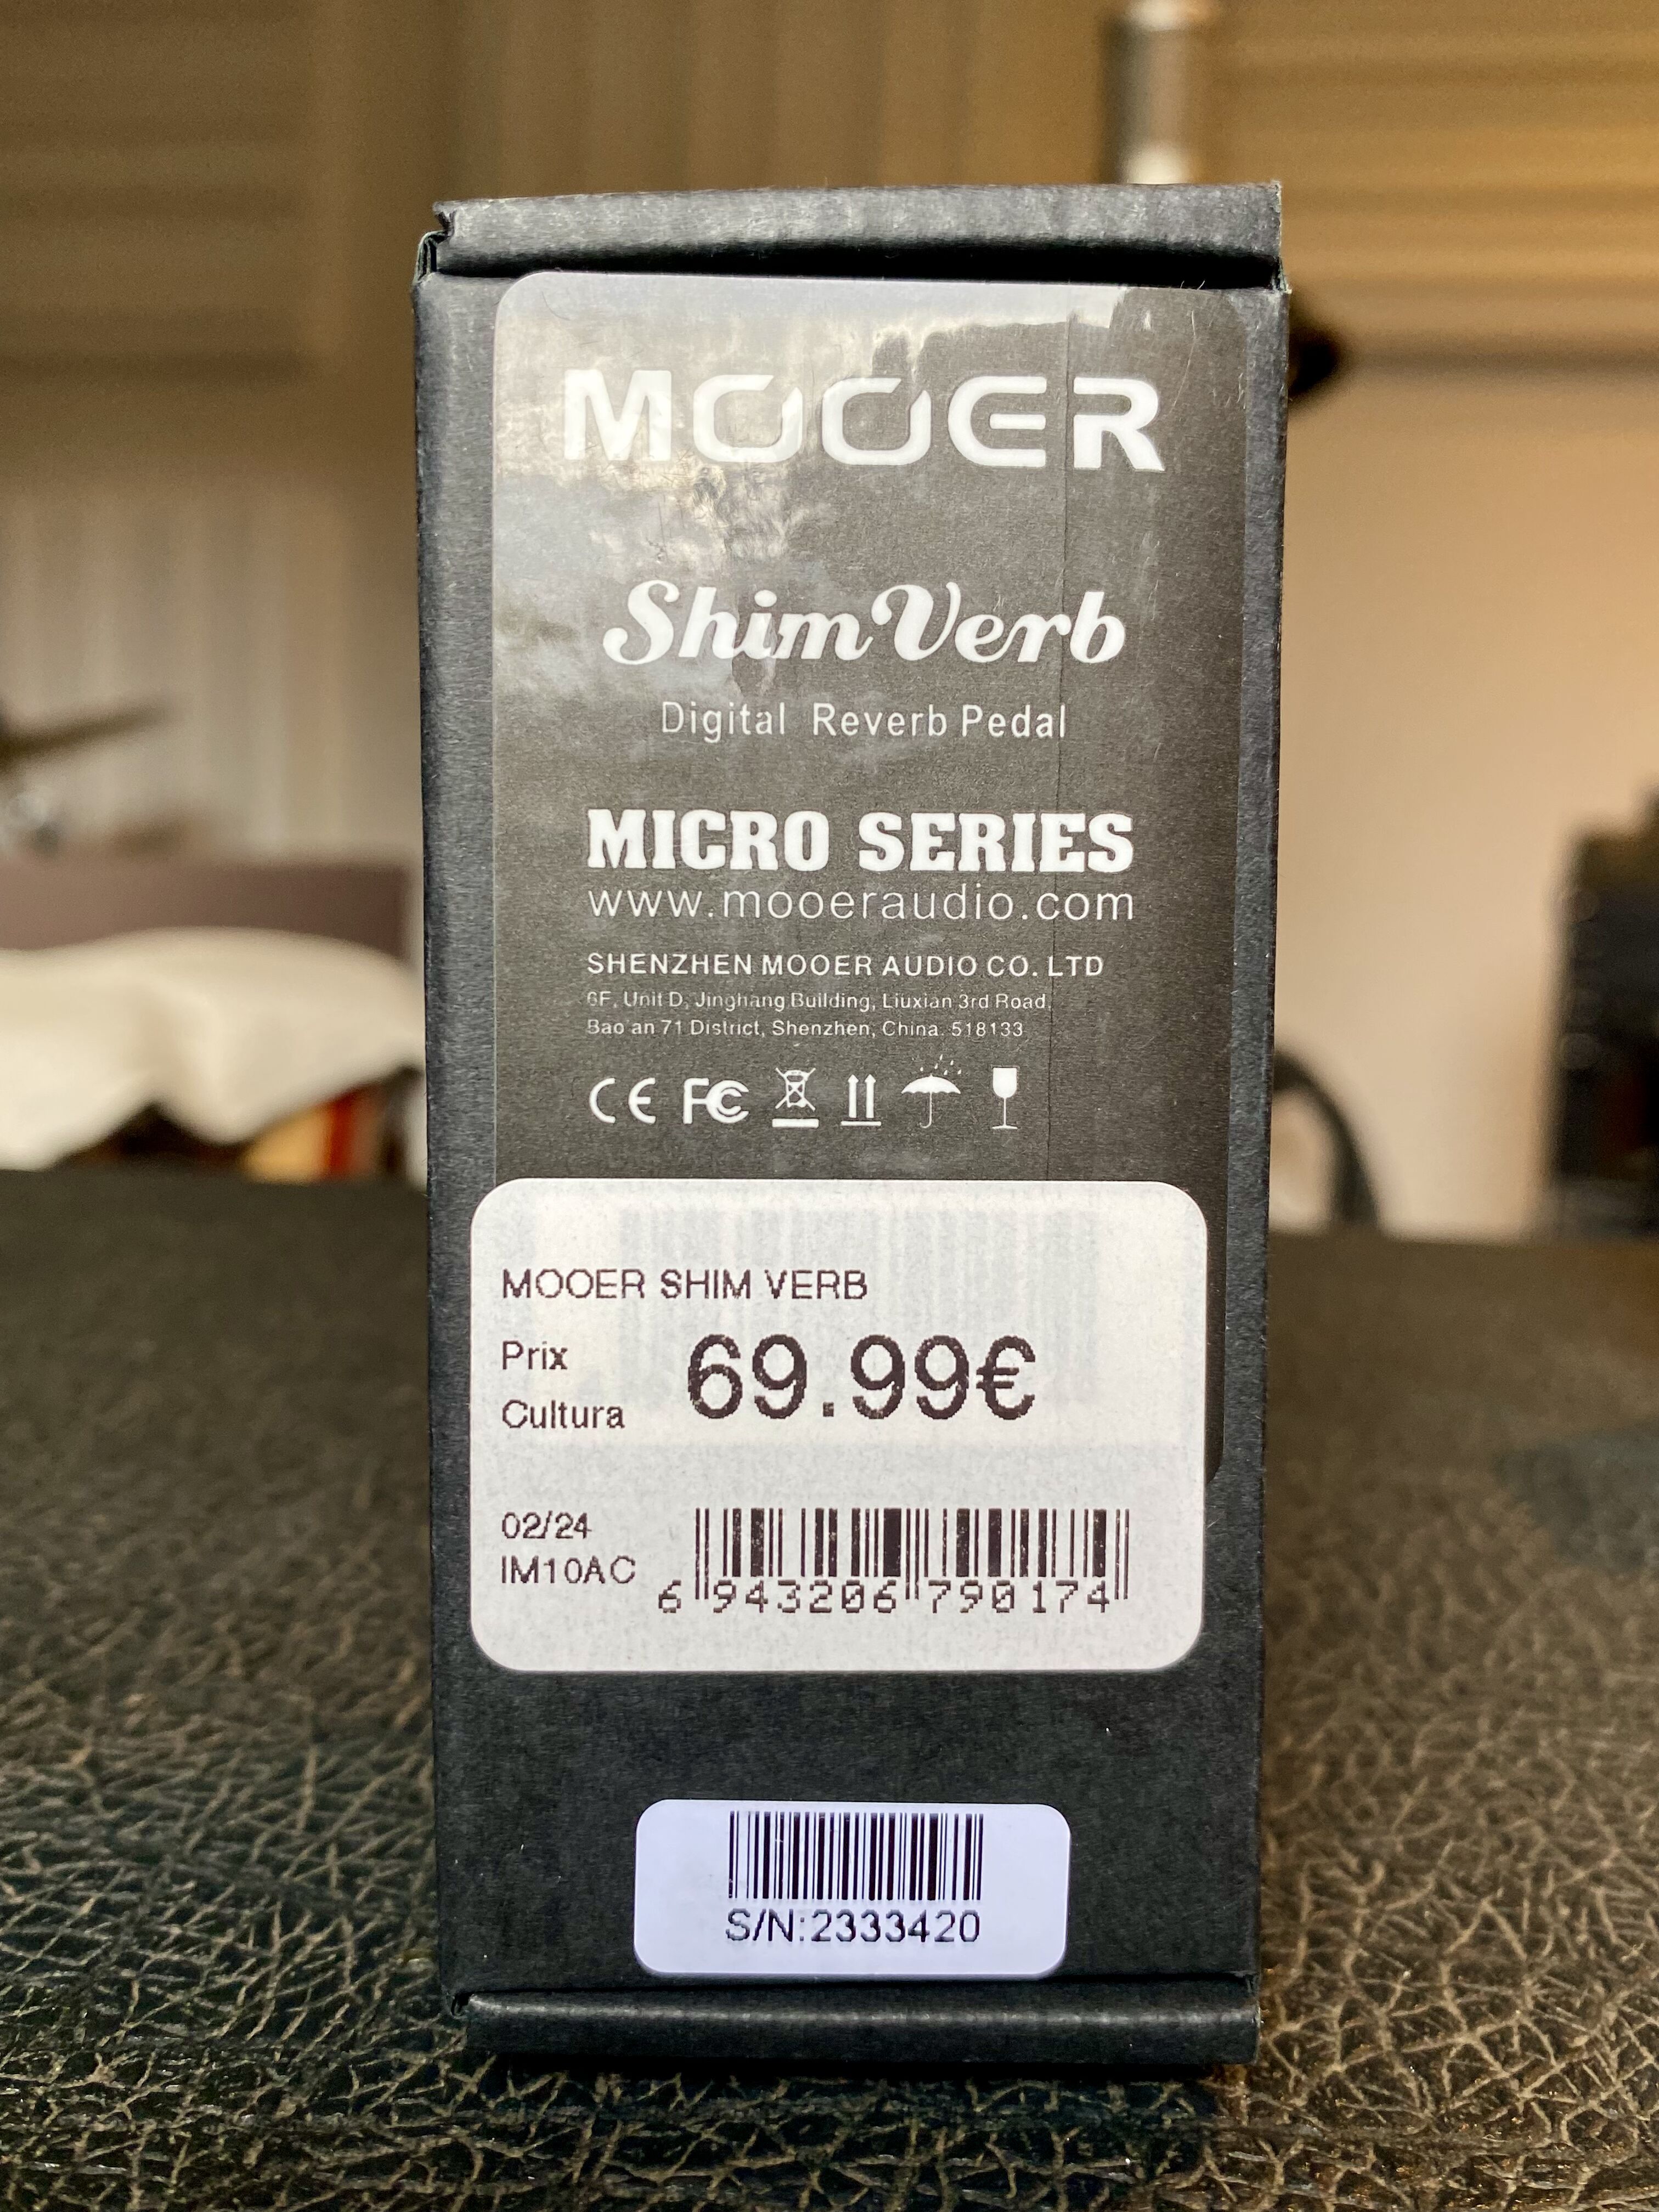 MOOER
ShimVerb
Digital Reverb Pedal
MICRO SERIES
www.mooeraudio.com
SHENZHEN MOOER AUDIO CO. LTD
6F, Unit D, Jinghang Building, Liuxian 3rd Road,
Bao'an 71 District, Shenzhen, China. 518133
CE FC
MOOER SHIM VERB
Prix
Cultura
69.99€
02/24
IM10AC
6 943206 790174
S/N:2333420